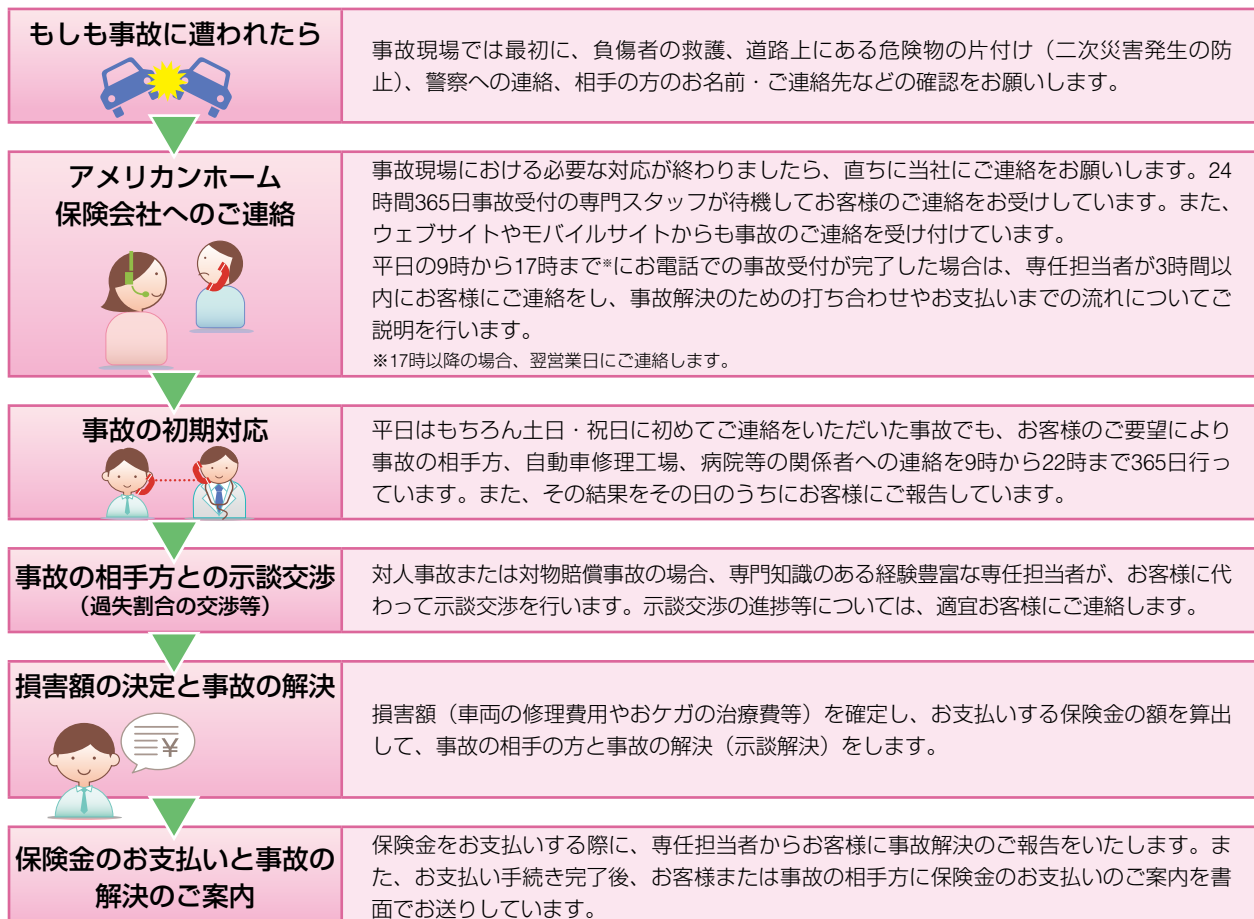 もしも事故に遭われたら
事故現場では最初に、負傷者の救護、道路上にある危険物の片付け（二次災害発生の防
止）、警察への連絡、相手の方のお名前・ご連絡先などの確認をお願いします。
アメリカンホーム
保険会社へのご連絡
事故現場における必要な対応が終わりましたら、直ちに当社にご連絡をお願いします。24
時間365日事故受付の専門スタッフが待機してお客様のご連絡をお受けしています。また、
ウェブサイトやモバイルサイトからも事故のご連絡を受け付けています。
平日の9時から17時まで※にお電話での事故受付が完了した場合は、専任担当者が3時間以
内にお客様にご連絡をし、事故解決のための打ち合わせやお支払いまでの流れについてご
説明を行います。
※17時以降の場合、翌営業日にご連絡します。
事故の初期対応
平日はもちろん土日・祝日に初めてご連絡をいただいた事故でも、お客様のご要望により
事故の相手方、自動車修理工場、病院等の関係者への連絡を9時から22時まで365日行っ
ています。また、その結果をその日のうちにお客様にご報告しています。
事故の相手方との示談交渉
（過失割合の交渉等）
対人事故または対物賠償事故の場合、専門知識のある経験豊富な専任担当者が、お客様に代
わって示談交渉を行います。示談交渉の進捗等については、適宜お客様にご連絡します。
損害額の決定と事故の解決
¥
損害額（車両の修理費用やおケガの治療費等）を確定し、お支払いする保険金の額を算出
して、事故の相手の方と事故の解決（示談解決）をします。
保険金のお支払いと事故の
解決のご案内
保険金をお支払いする際に、専任担当者からお客様に事故解決のご報告をいたします。ま
た、お支払い手続き完了後、お客様または事故の相手方に保険金のお支払いのご案内を書
面でお送りしています。